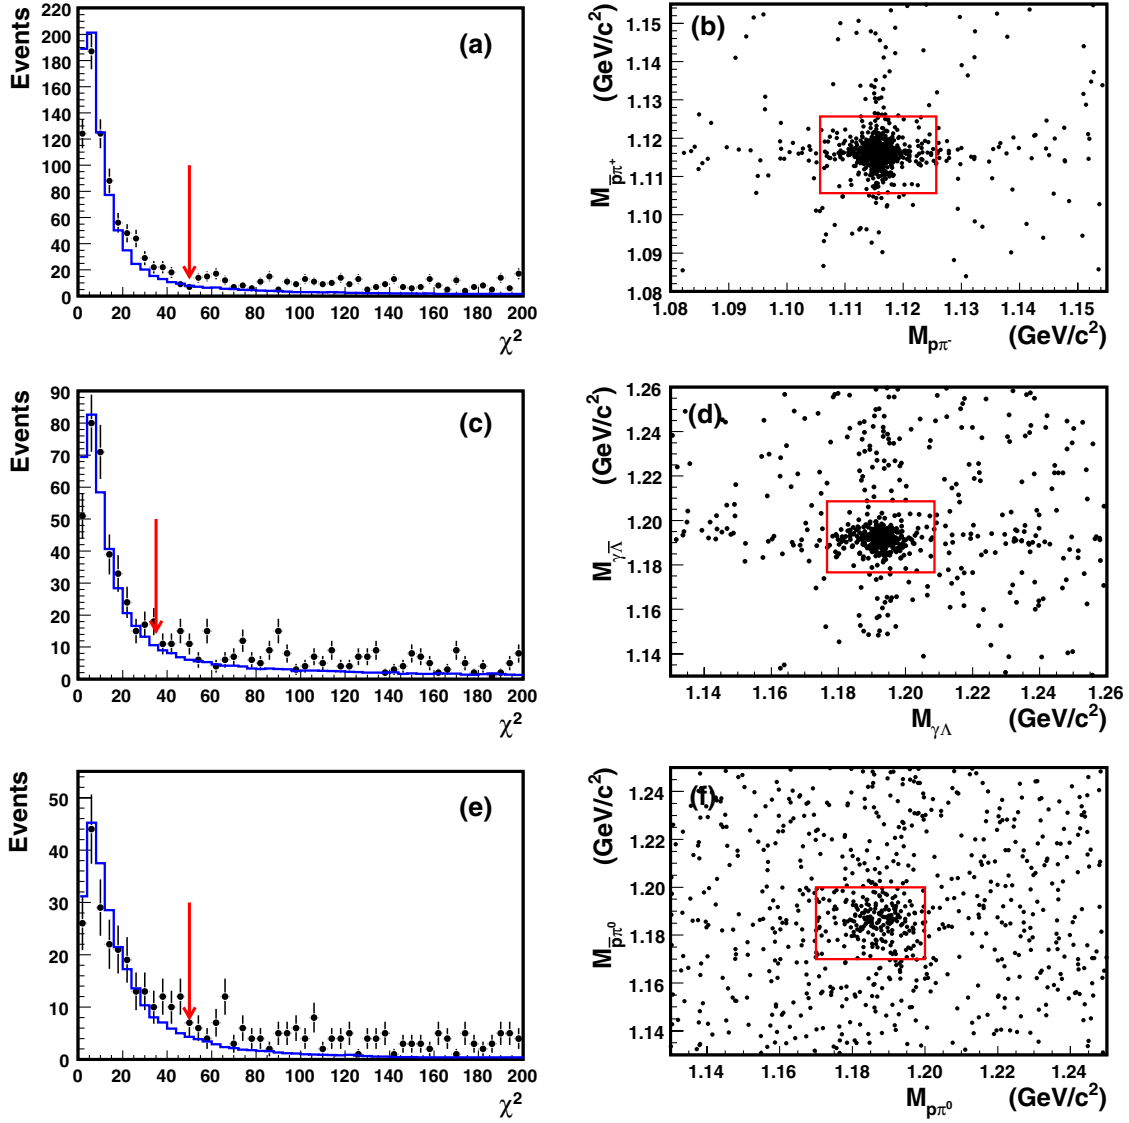 Events
220
200
180
160
140
120
100
80
60
40
20
0
0 20 40 60 80 100 120 140 160 180 200
χ²
(a)
M_p̅π⁺ (GeV/c²)
1.15
1.14
1.13
1.12
1.11
1.10
1.09
1.08
1.08 1.09 1.10 1.11 1.12 1.13 1.14 1.15
M_pπ⁻ (GeV/c²)
(b)
Events
90
80
70
60
50
40
30
20
10
0
0 20 40 60 80 100 120 140 160 180 200
χ²
(c)
M_γΛ̅ (GeV/c²)
1.26
1.24
1.22
1.20
1.18
1.16
1.14
1.14 1.16 1.18 1.20 1.22 1.24 1.26
M_γΛ (GeV/c²)
(d)
Events
50
40
30
20
10
0
0 20 40 60 80 100 120 140 160 180 200
χ²
(e)
M_p̅π⁰ (GeV/c²)
1.24
1.22
1.20
1.18
1.16
1.14
1.14 1.16 1.18 1.20 1.22 1.24
M_pπ⁰ (GeV/c²)
(f)